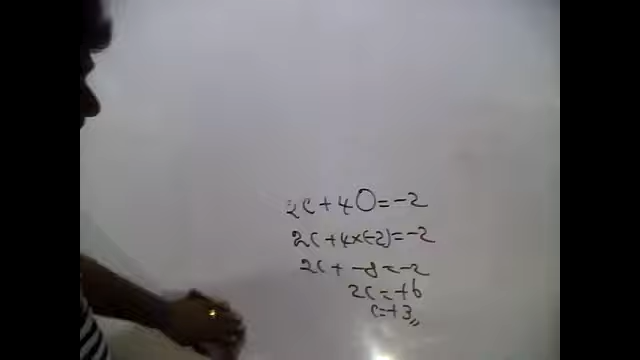 2C + 4O = -2
2C + 4x(-2) = -2
2C + -8 = -2
2C = +6
C = +3